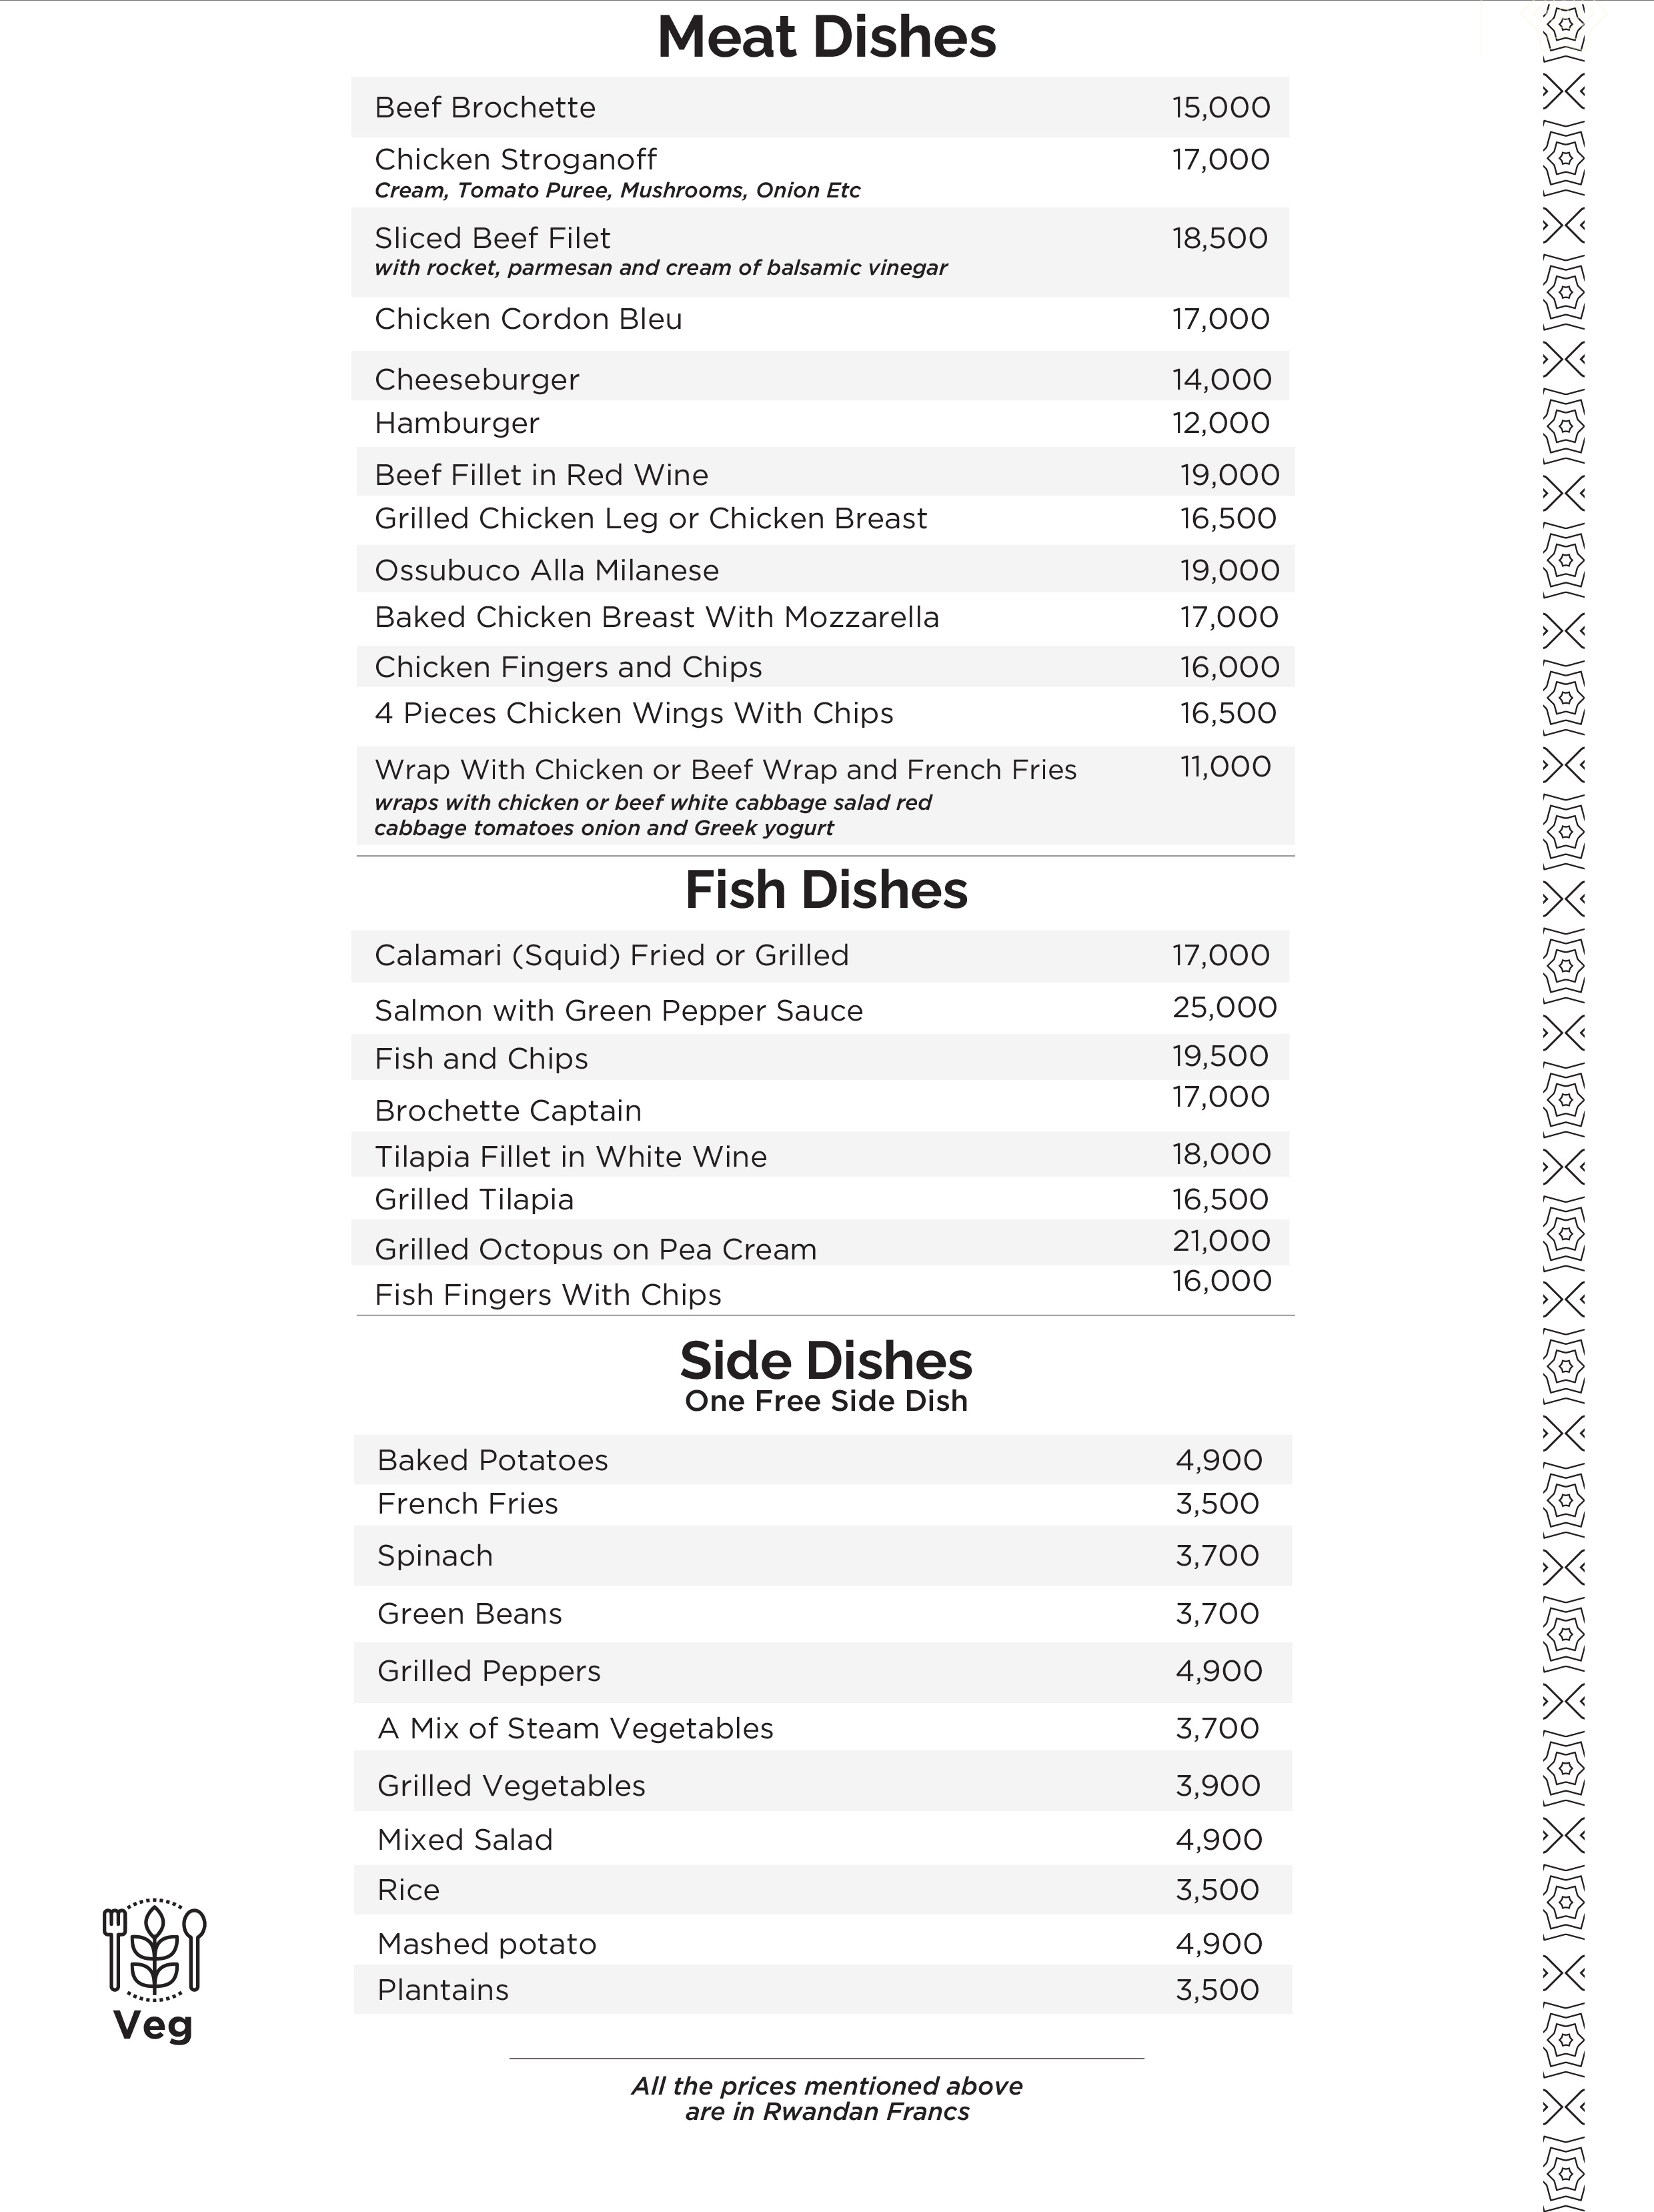 Meat Dishes
Beef Brochette 15,000
Chicken Stroganoff 17,000
Cream, Tomato Puree, Mushrooms, Onion Etc
Sliced Beef Filet 18,500
with rocket, parmesan and cream of balsamic vinegar
Chicken Cordon Bleu 17,000
Cheeseburger 14,000
Hamburger 12,000
Beef Fillet in Red Wine 19,000
Grilled Chicken Leg or Chicken Breast 16,500
Ossubuco Alla Milanese 19,000
Baked Chicken Breast With Mozzarella 17,000
Chicken Fingers and Chips 16,000
4 Pieces Chicken Wings With Chips 16,500
Wrap With Chicken or Beef Wrap and French Fries 11,000
wraps with chicken or beef white cabbage salad red
cabbage tomatoes onion and Greek yogurt
Fish Dishes
Calamari (Squid) Fried or Grilled 17,000
Salmon with Green Pepper Sauce 25,000
Fish and Chips 19,500
Brochette Captain 17,000
Tilapia Fillet in White Wine 18,000
Grilled Tilapia 16,500
Grilled Octopus on Pea Cream 21,000
Fish Fingers With Chips 16,000
Side Dishes
One Free Side Dish
Baked Potatoes 4,900
French Fries 3,500
Spinach 3,700
Green Beans 3,700
Grilled Peppers 4,900
A Mix of Steam Vegetables 3,700
Grilled Vegetables 3,900
Mixed Salad 4,900
Rice 3,500
Mashed potato 4,900
Plantains 3,500
Veg
All the prices mentioned above
are in Rwandan Francs